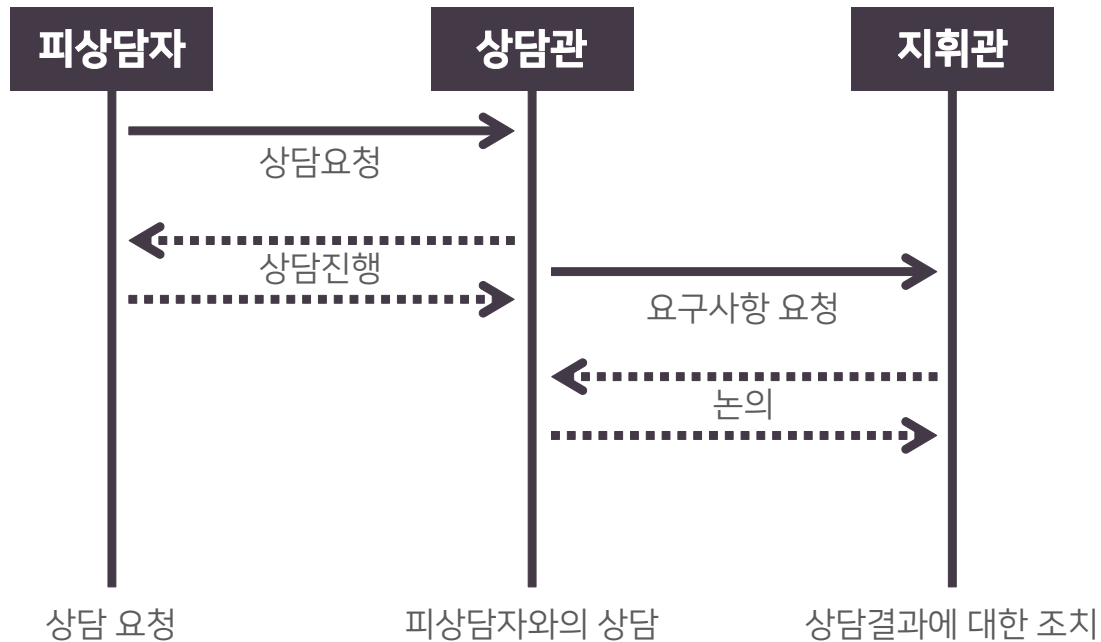 피상담자
상담관
지휘관
상담요청
상담진행
요구사항 요청
논의
상담 요청
피상담자와의 상담
상담결과에 대한 조치